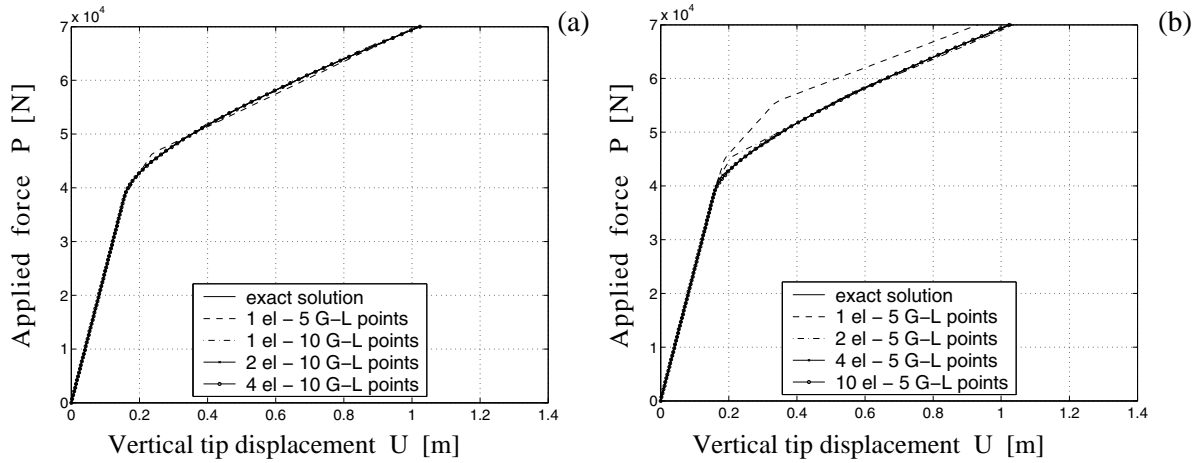 x 10⁴
(a)
7
6
5
4
3
2
1
0
0 0.2 0.4 0.6 0.8 1 1.2 1.4
Applied force P [N]
Vertical tip displacement U [m]
exact solution
1 el − 5 G−L points
1 el − 10 G−L points
2 el − 10 G−L points
4 el − 10 G−L points
x 10⁴
(b)
7
6
5
4
3
2
1
0
0 0.2 0.4 0.6 0.8 1 1.2 1.4
Applied force P [N]
Vertical tip displacement U [m]
exact solution
1 el − 5 G−L points
2 el − 5 G−L points
4 el − 5 G−L points
10 el − 5 G−L points